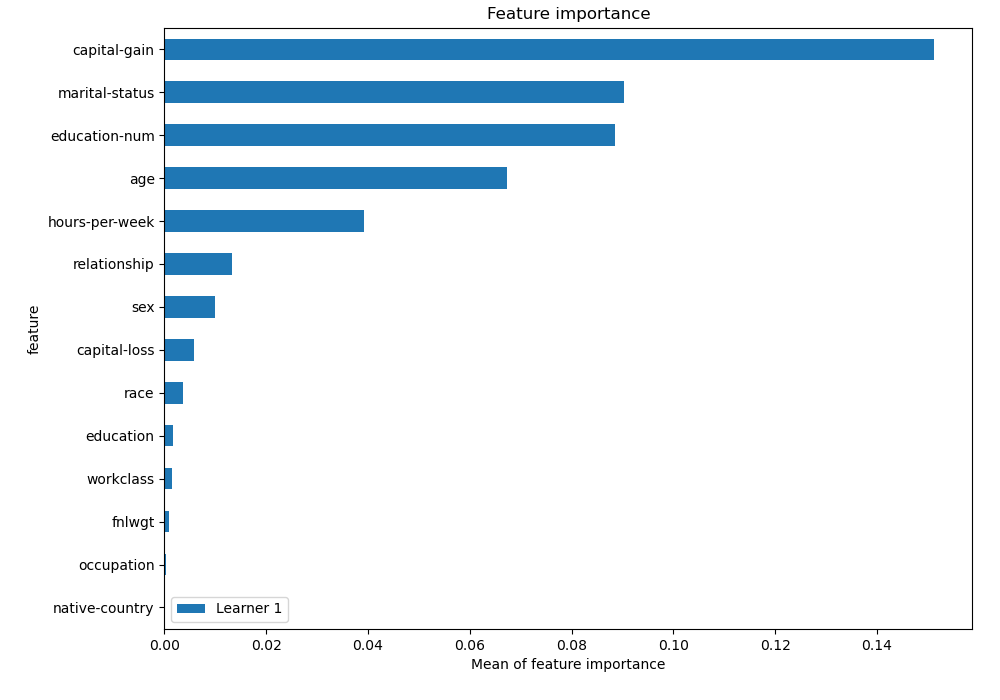 Feature importance
capital-gain
marital-status
education-num
age
hours-per-week
relationship
sex
capital-loss
race
education
workclass
fnlwgt
occupation
native-country
feature
Learner 1
0.00 0.02 0.04 0.06 0.08 0.10 0.12 0.14
Mean of feature importance